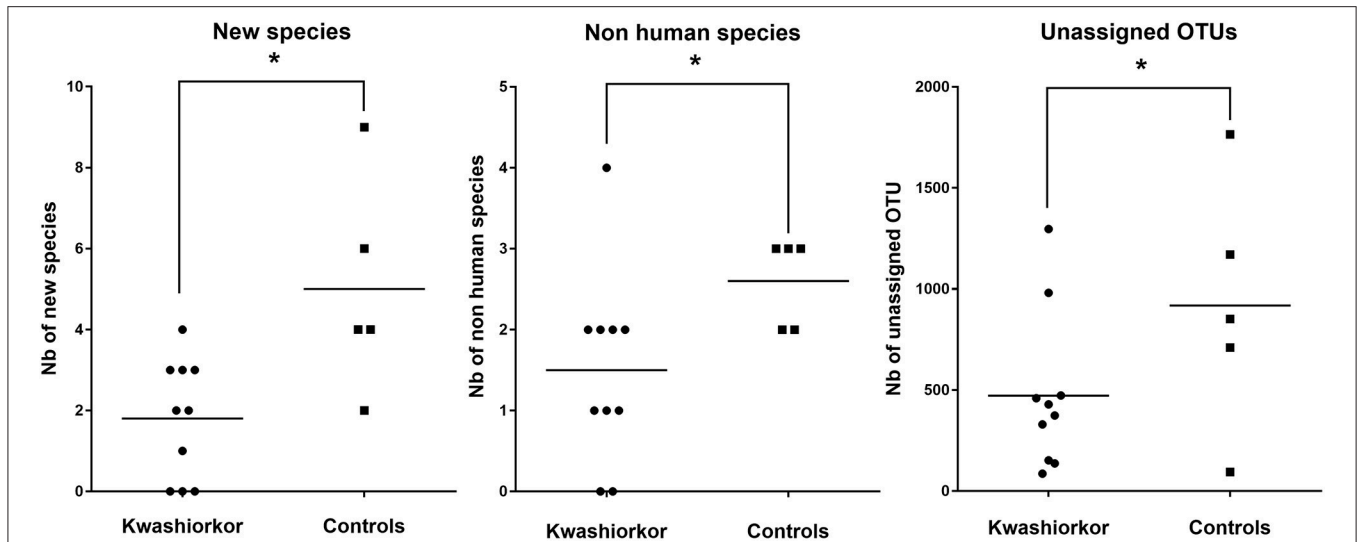 New species
*
10
8
6
4
2
0
Nb of new species
Kwashiorkor
Controls
Non human species
*
5
4
3
2
1
0
Nb of non human species
Kwashiorkor
Controls
Unassigned OTUs
*
2000
1500
1000
500
0
Nb of unassigned OTU
Kwashiorkor
Controls